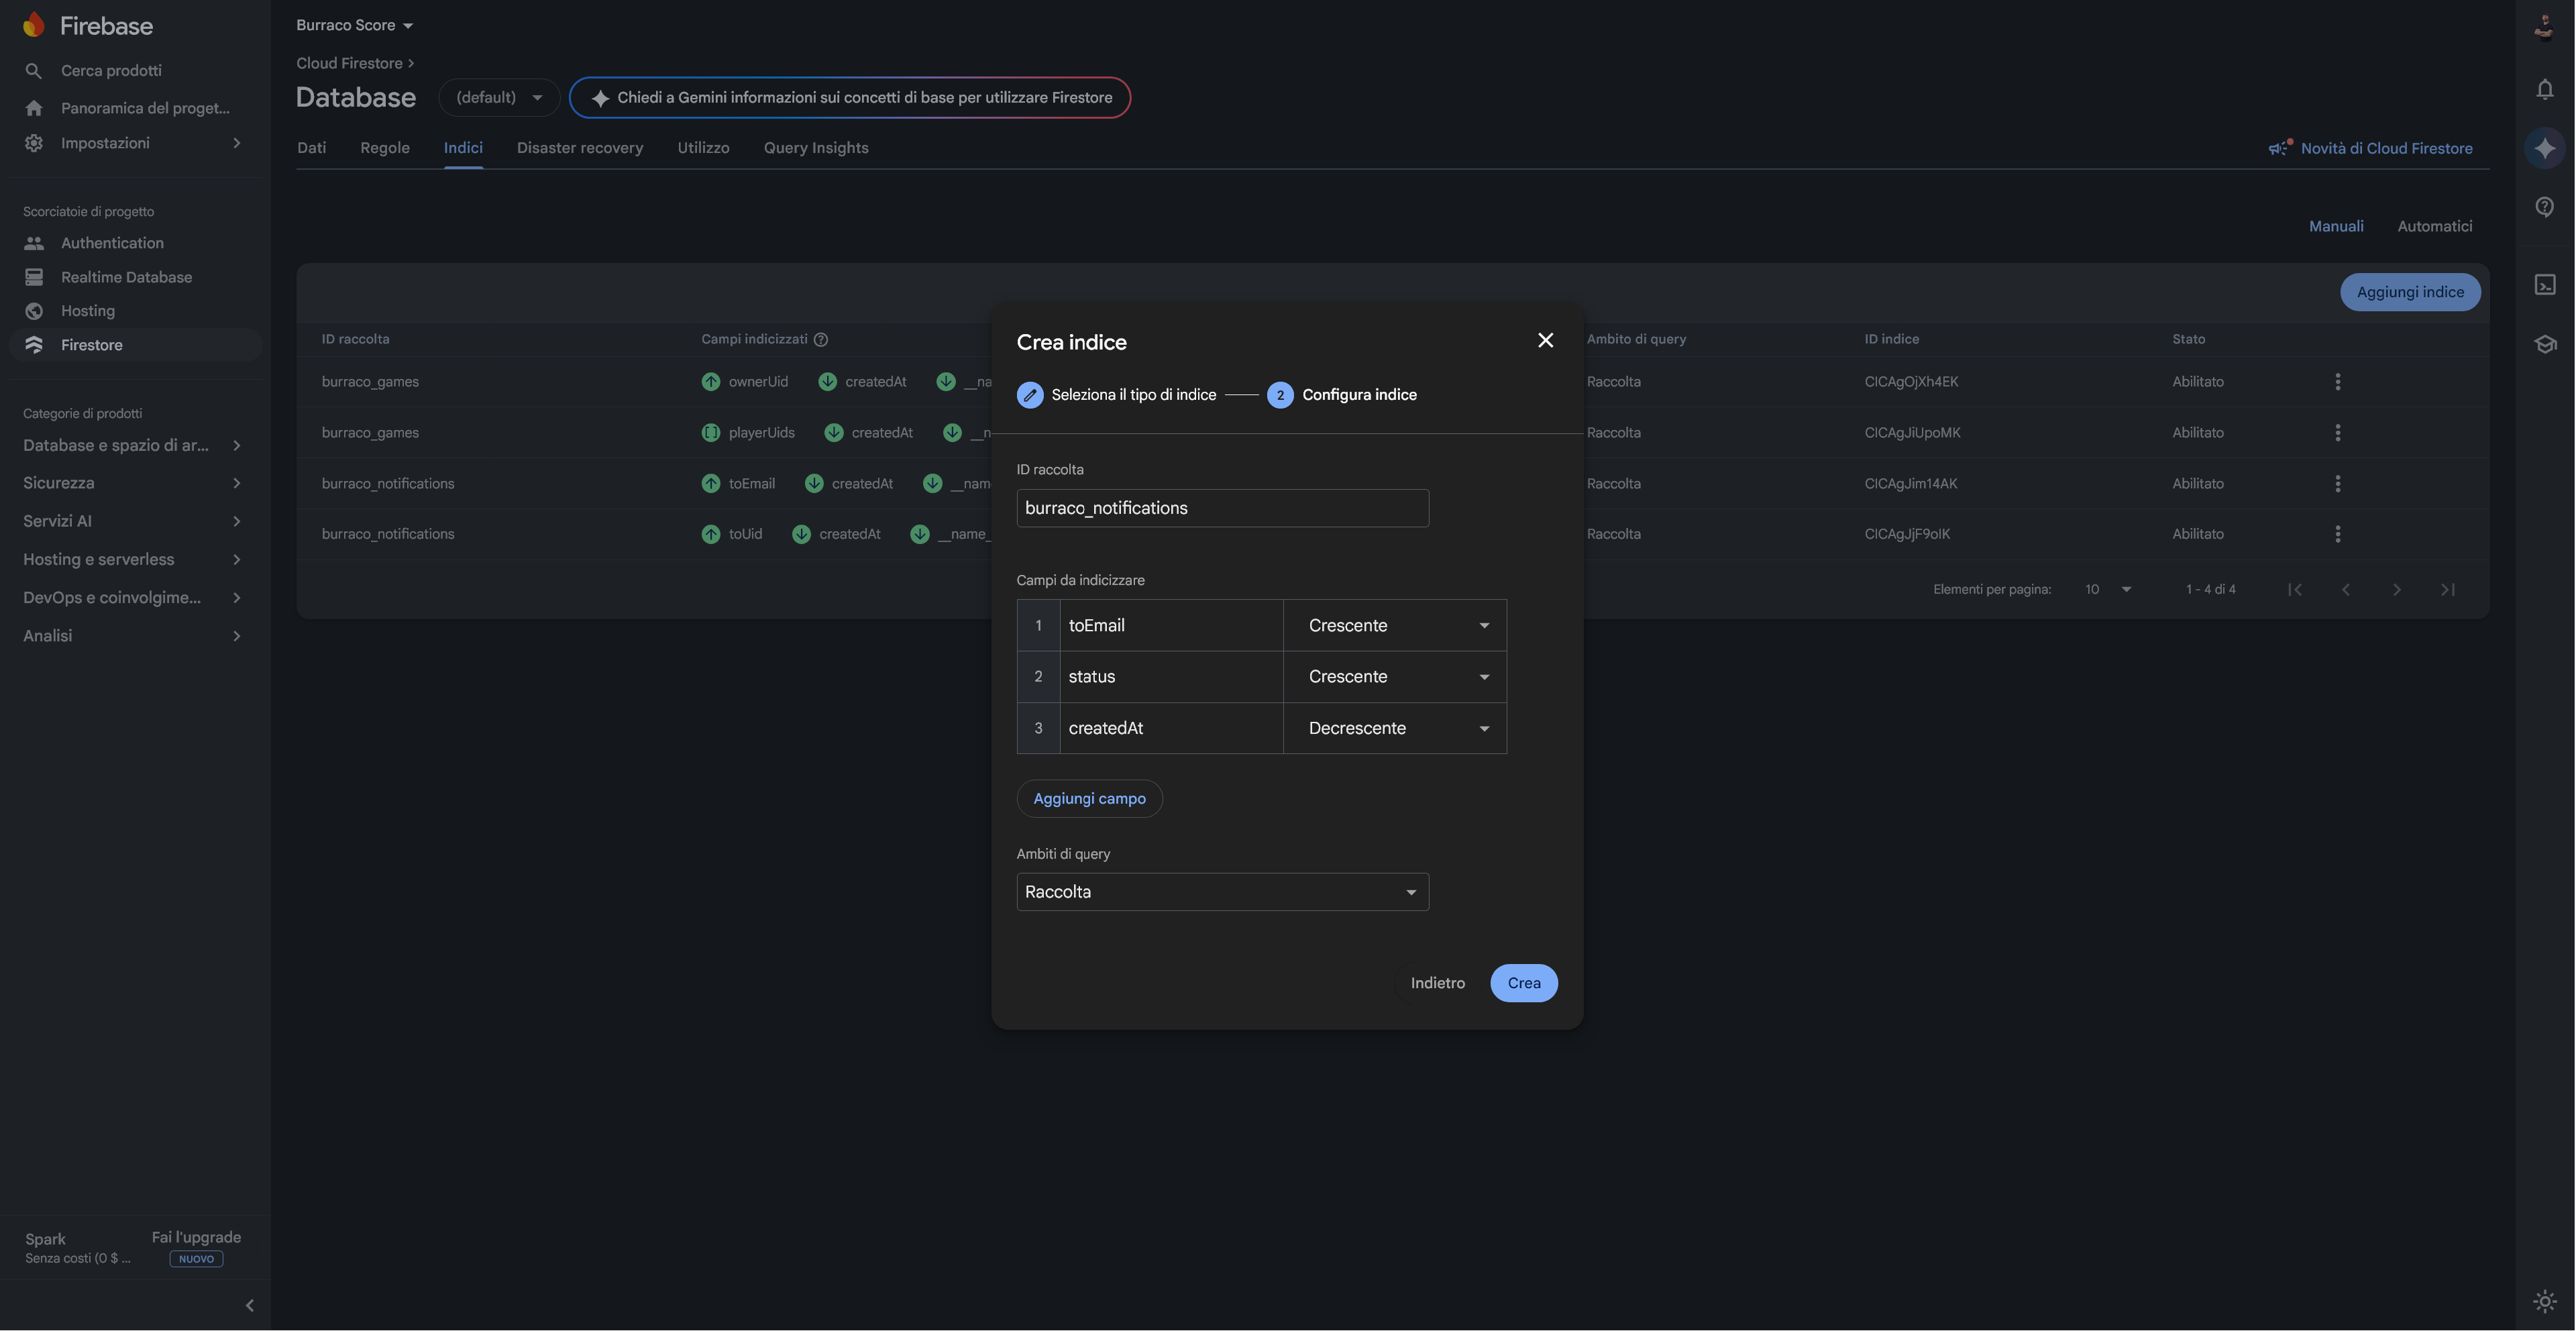 Firebase
Cerca prodotti
Panoramica del proget...
Impostazioni
Scorciatoie di progetto
Authentication
Realtime Database
Hosting
Firestore
Categorie di prodotti
Database e spazio di ar...
Sicurezza
Servizi AI
Hosting e serverless
DevOps e coinvolgime...
Analisi
Spark
Senza costi (0 $ ...
Fai l'upgrade
NUOVO
Burraco Score
Cloud Firestore
Database
(default)
Chiedi a Gemini informazioni sui concetti di base per utilizzare Firestore
Dati Regole Indici Disaster recovery Utilizzo Query Insights
Novità di Cloud Firestore
Manuali Automatici
Aggiungi indice
ID raccolta Campi indicizzati Ambito di query ID indice Stato
burraco_games ownerUid createdAt __na Raccolta CICAgOjXh4EK Abilitato
burraco_games playerUids createdAt __n Raccolta CICAgJiUpoMK Abilitato
burraco_notifications toEmail createdAt __nam Raccolta CICAgJim14AK Abilitato
burraco_notifications toUid createdAt __name_ Raccolta CICAgJjF9oIK Abilitato
Elementi per pagina: 10 1 - 4 di 4
Crea indice
Seleziona il tipo di indice 2 Configura indice
ID raccolta
burraco_notifications
Campi da indicizzare
1 toEmail Crescente
2 status Crescente
3 createdAt Decrescente
Aggiungi campo
Ambiti di query
Raccolta
Indietro Crea